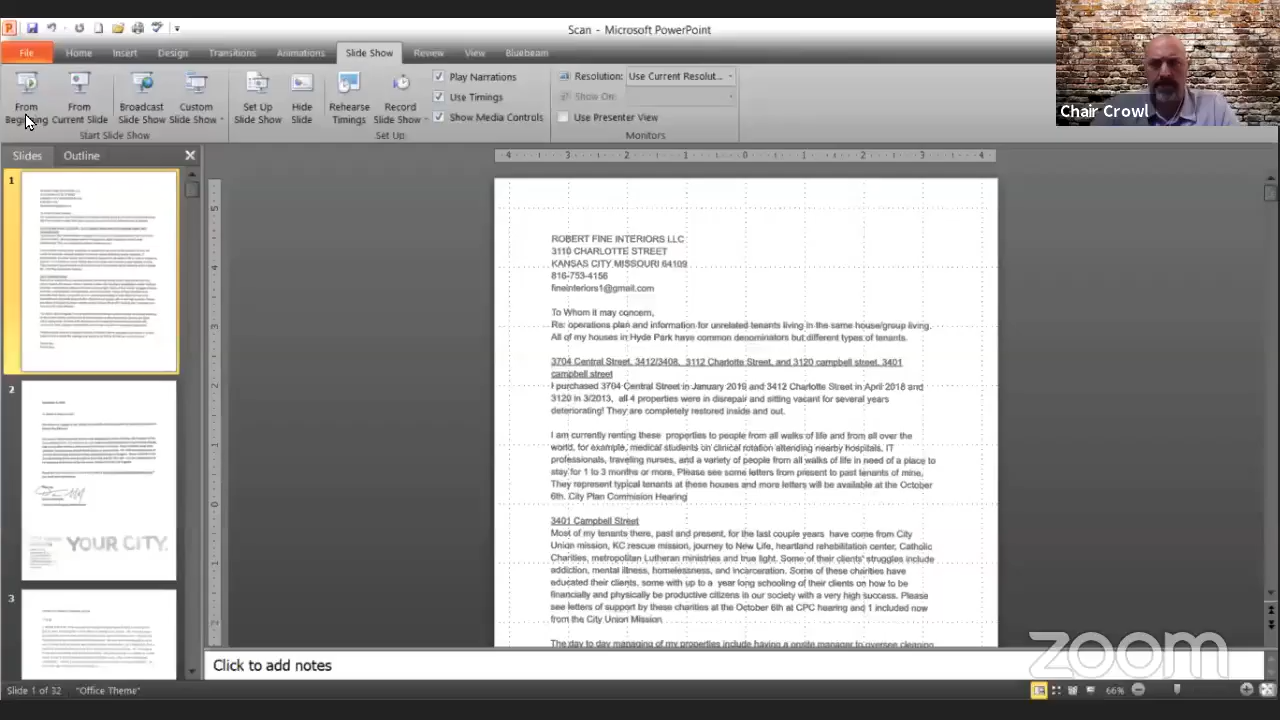 Scan - Microsoft PowerPoint
File Home Insert Design Transitions Animations Slide Show Review View Bluebeam
From Beginning
From Current Slide
Broadcast Slide Show
Custom Slide Show
Set Up Slide Show
Hide Slide
Rehearse Timings
Record Slide Show
Play Narrations
Use Timings
Show Media Controls
Resolution: Use Current Resolut...
Show On:
Use Presenter View
Start Slide Show
Set Up
Monitors
Chair Crowl
Slides Outline
1
2
YOUR CITY.
3
ROBERT FINE INTERIORS LLC
3110 CHARLOTTE STREET
KANSAS CITY MISSOURI 64109
816-753-4156
fineinteriors1@gmail.com
To Whom it may concern,
Re: operations plan and information for unrelated tenants living in the same house/group living.
All of my houses in Hyde Park have common denominators but different types of tenants.
3704 Central Street, 3412/3408, 3112 Charlotte Street, and 3120 campbell street, 3401
campbell street
I purchased 3704 Central Street in January 2019 and 3412 Charlotte Street in April 2018 and
3120 in 3/2013, all 4 properties were in disrepair and sitting vacant for several years
deteriorating! They are completely restored inside and out.
I am currently renting these properties to people from all walks of life and from all over the
world, for example, medical students on clinical rotation attending nearby hospitals, IT
professionals, traveling nurses, and a variety of people from all walks of life in need of a place to
stay for 1 to 3 months or more, Please see some letters from present to past tenants of mine,
They represent typical tenants at these houses and more letters will be available at the October
6th. City Plan Commision Hearing
3401 Campbell Street
Most of my tenants there, past and present, for the last couple years have come from City
Union mission, KC rescue mission, journey to New Life, heartland rehabilitation center, Catholic
Charities, metropolitan Lutheran ministries and true light. Some of their clients' struggles include
addiction, mental illness, homelessness, and incarceration. Some of these charities have
educated their clients, some with up to a year long schooling of their clients on how to be
financially and physically be productive citizens in our society with a very high success. Please
see letters of support by these charities at the October 6th at CPC hearing and 1 included now
from the City Union Mission
The day to day managing of my properties include having a onsite manager to oversee cleaning
Click to add notes
zoom
Slide 1 of 32 "Office Theme" 66%